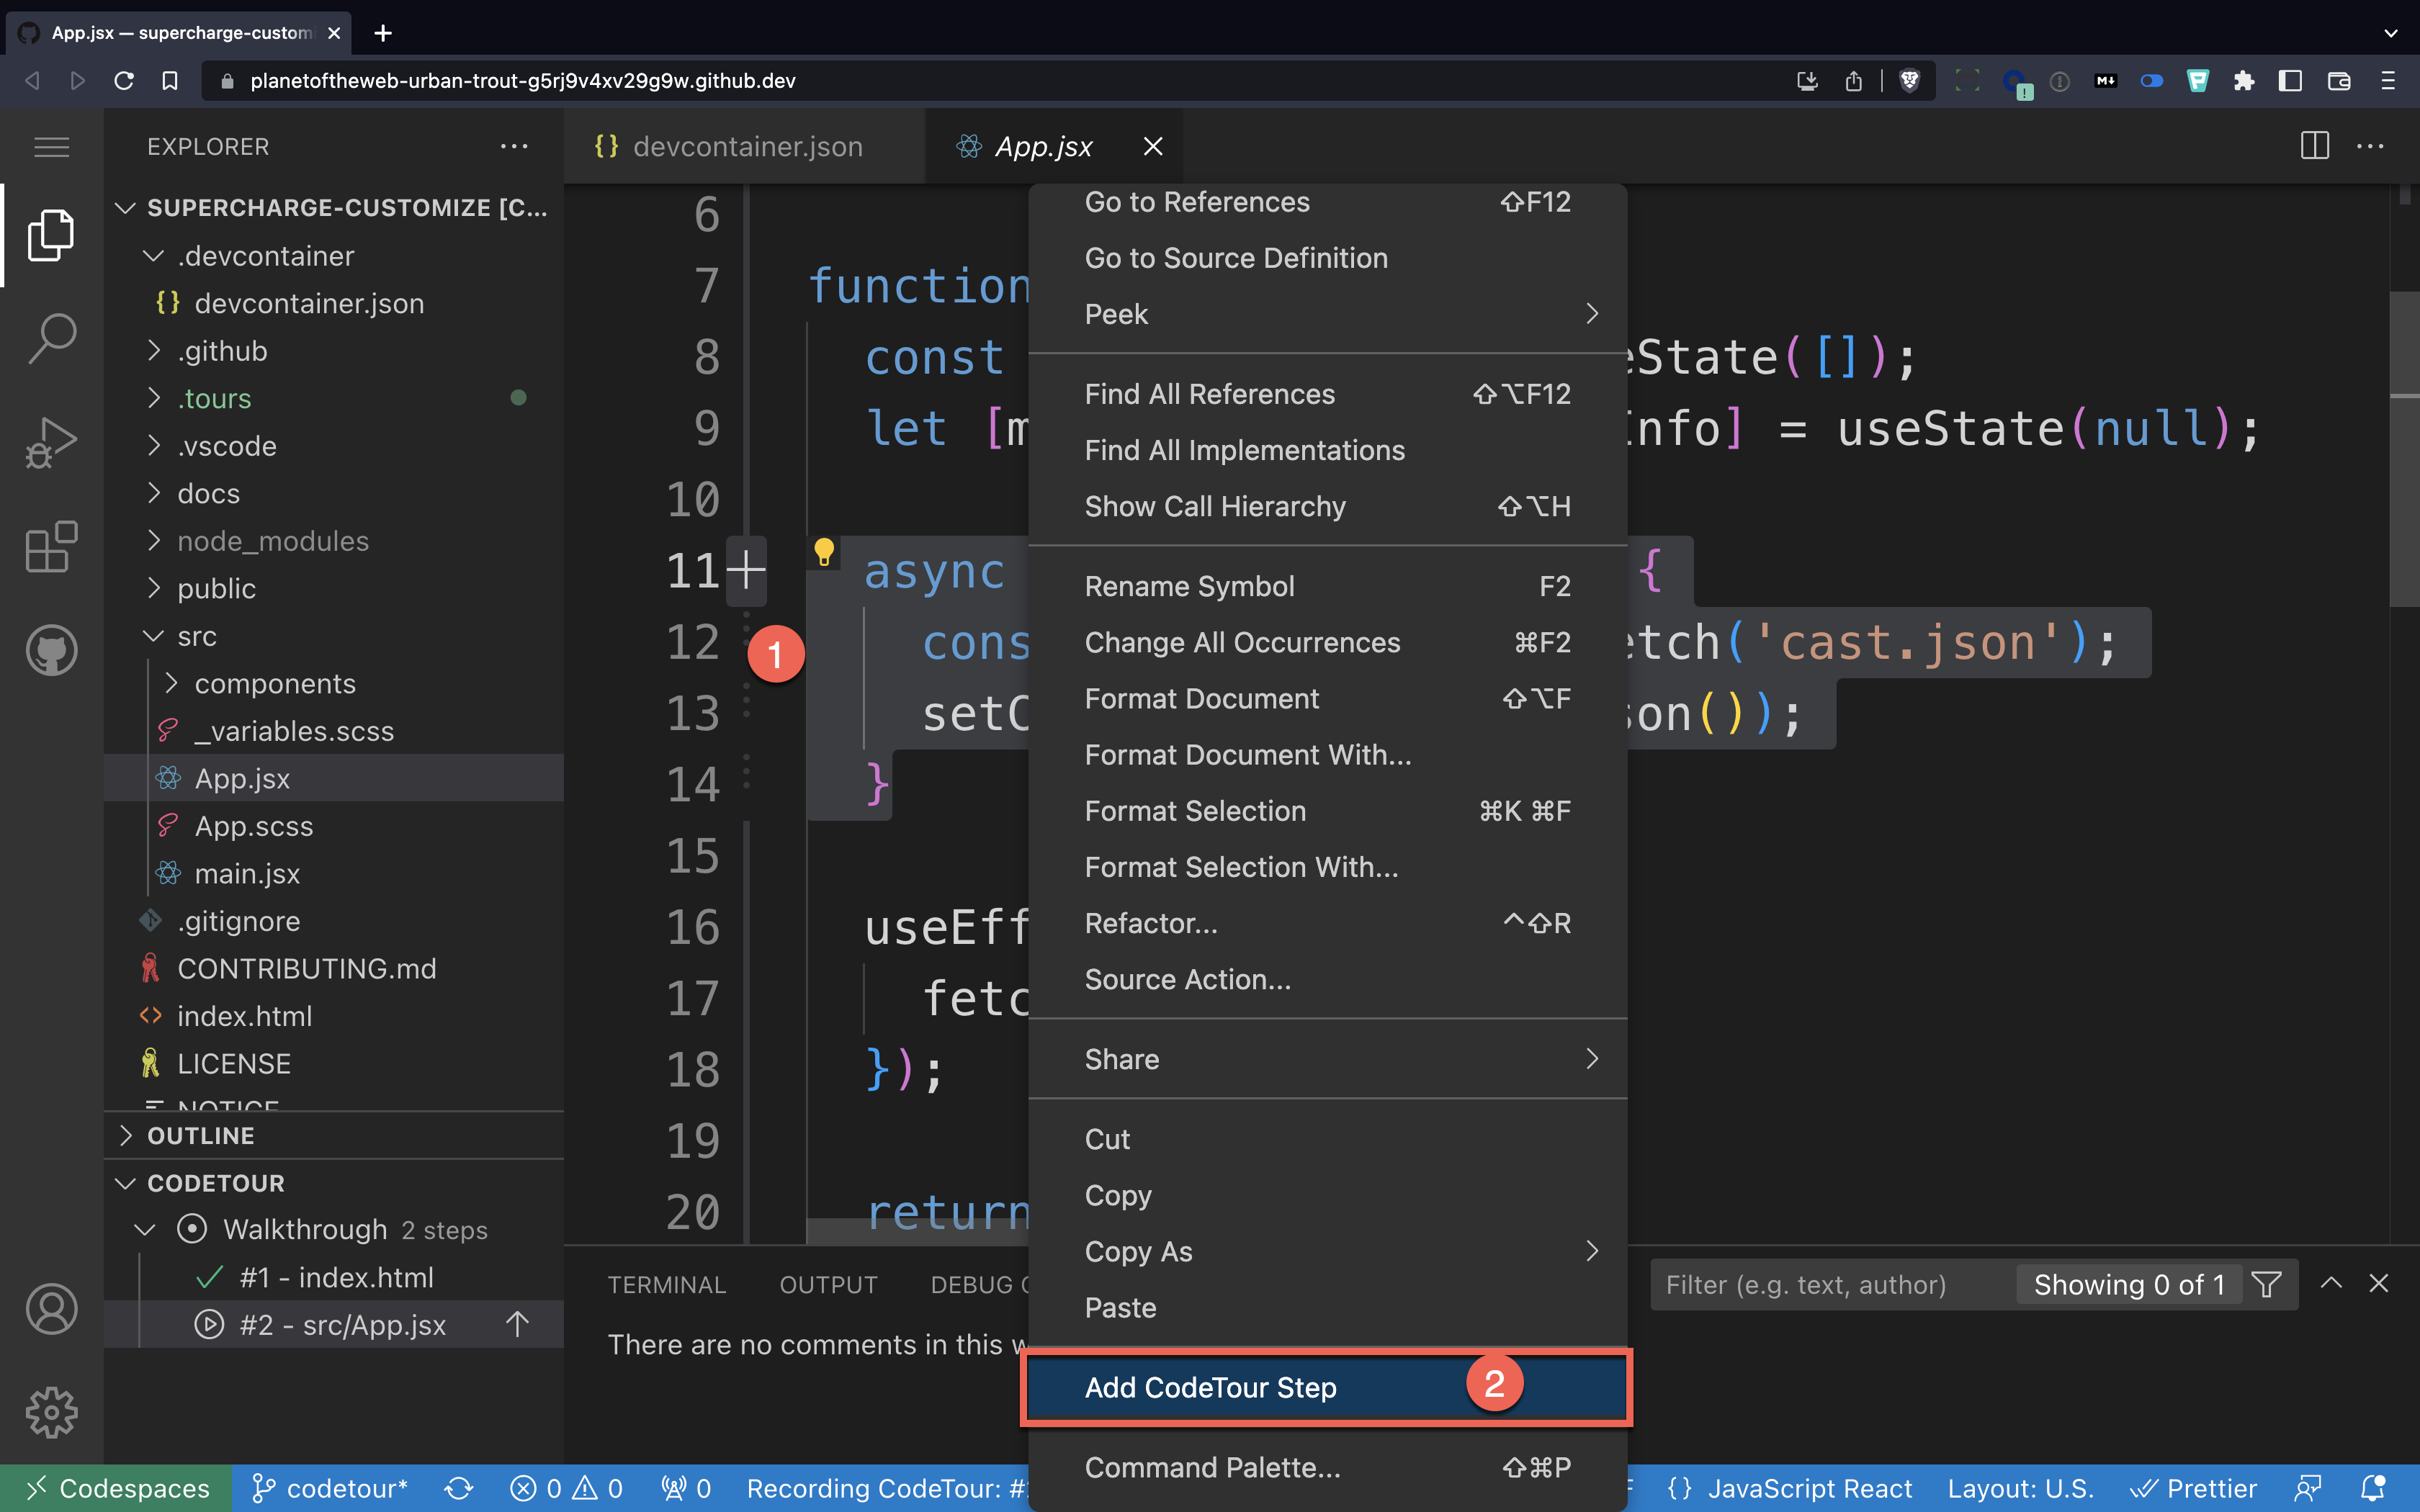 App.jsx — supercharge-custom
planetoftheweb-urban-trout-g5rj9v4xv29g9w.github.dev
M↓
EXPLORER
SUPERCHARGE-CUSTOMIZE [C...
.devcontainer
{} devcontainer.json
.github
.tours
.vscode
docs
node_modules
public
src
components
_variables.scss
App.jsx
App.scss
main.jsx
.gitignore
CONTRIBUTING.md
index.html
LICENSE
NOTICE
OUTLINE
CODETOUR
Walkthrough 2 steps
#1 - index.html
#2 - src/App.jsx
{} devcontainer.json
App.jsx
6
7 function
8 const State([]);
9 let [m nfo] = useState(null);
10
11 async {
12 cons etch('cast.json');
13 setC son());
14 }
15
16 useEff
17 fetc
18 });
19
20 return
1
Go to References ⇧F12
Go to Source Definition
Peek
Find All References ⇧⌥F12
Find All Implementations
Show Call Hierarchy ⇧⌥H
Rename Symbol F2
Change All Occurrences ⌘F2
Format Document ⇧⌥F
Format Document With...
Format Selection ⌘K ⌘F
Format Selection With...
Refactor... ^⇧R
Source Action...
Share
Cut
Copy
Copy As
Paste
Add CodeTour Step 2
Command Palette... ⇧⌘P
TERMINAL OUTPUT DEBUG
Filter (e.g. text, author) Showing 0 of 1
There are no comments in this w
Codespaces codetour* 0 0 0 Recording CodeTour: # {} JavaScript React Layout: U.S. Prettier